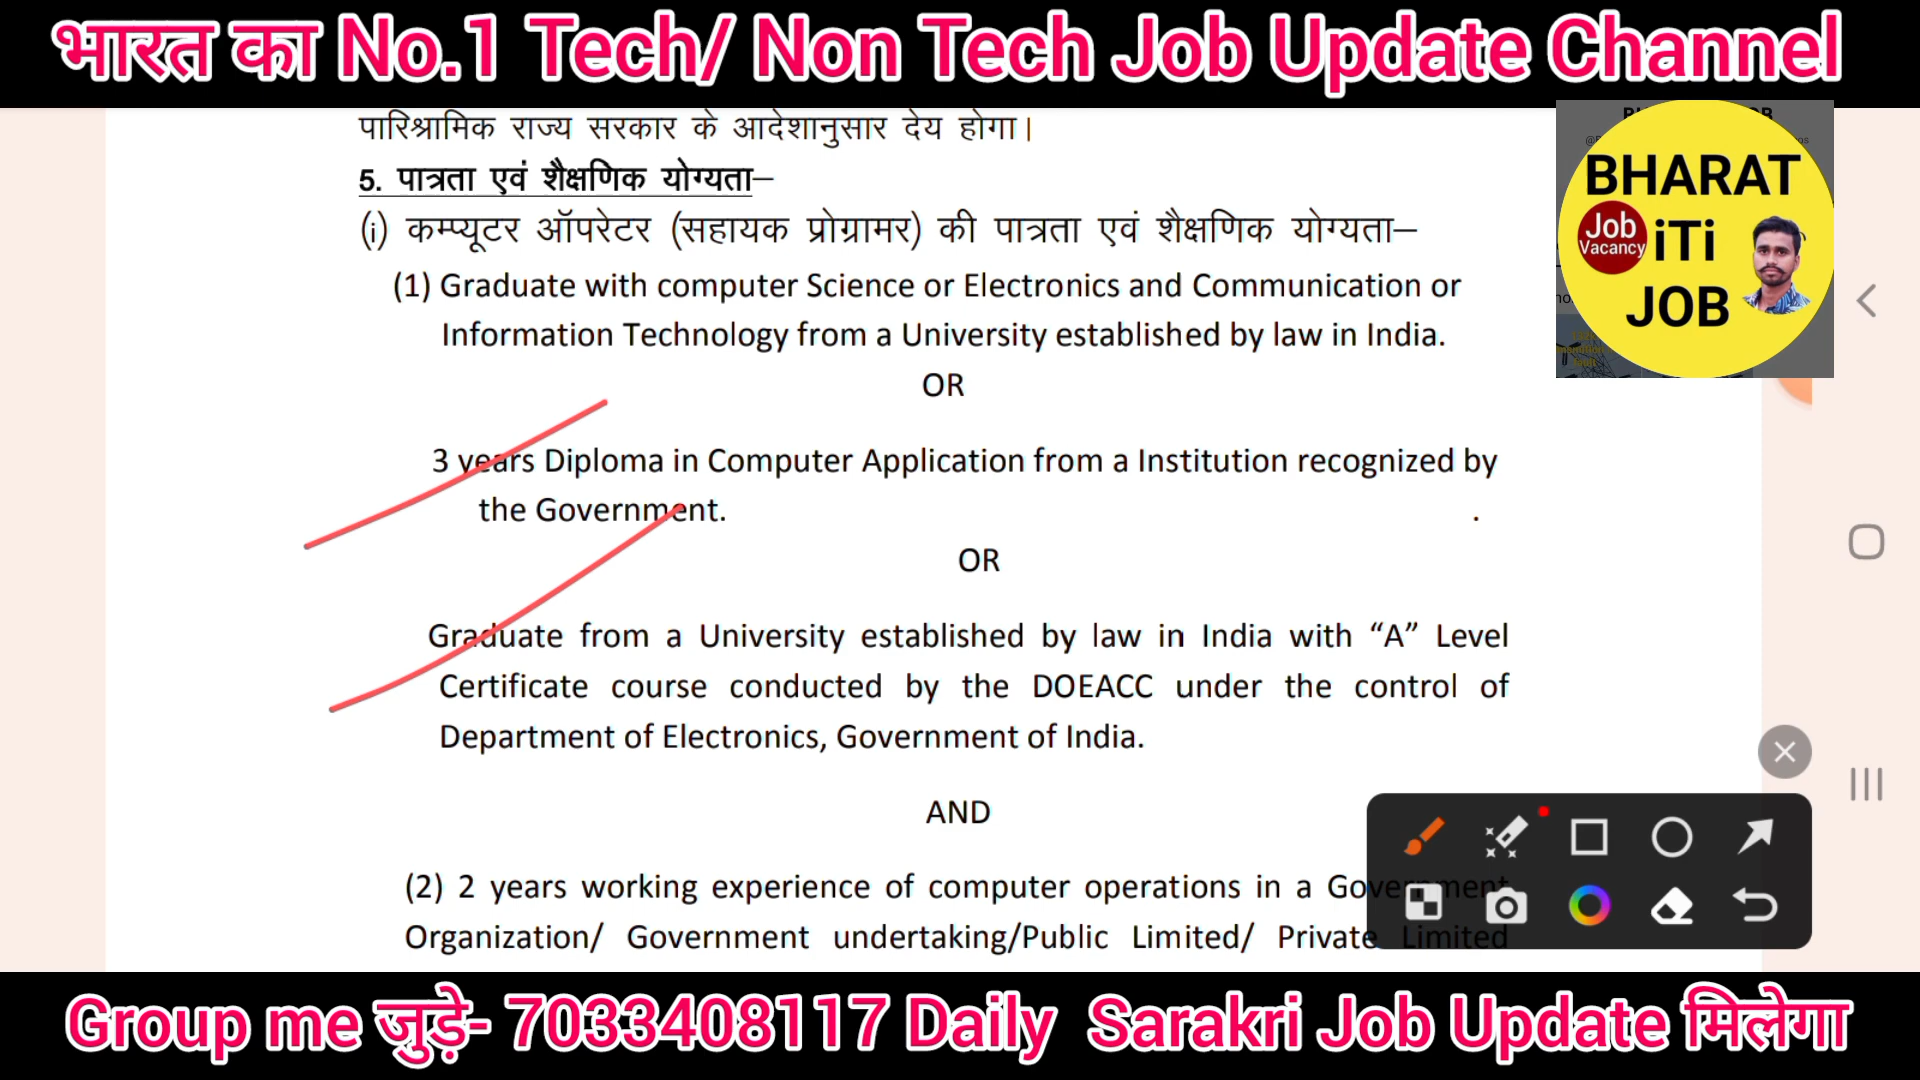 भारत का No.1 Tech/ Non Tech Job Update Channel
पारिश्रामिक राज्य सरकार के आदेशानुसार देय होगा।
5. पात्रता एवं शैक्षणिक योग्यता–
(i) कम्प्यूटर ऑपरेटर (सहायक प्रोग्रामर) की पात्रता एवं शैक्षणिक योग्यता–
(1) Graduate with computer Science or Electronics and Communication or
Information Technology from a University established by law in India.
OR
3 years Diploma in Computer Application from a Institution recognized by
the Government.
OR
Graduate from a University established by law in India with “A” Level
Certificate course conducted by the DOEACC under the control of
Department of Electronics, Government of India.
AND
(2) 2 years working experience of computer operations in a Government
Organization/ Government undertaking/Public Limited/ Private Limited
BHARAT
Job
Vacancy
iTi
JOB
Group me जुड़े- 7033408117 Daily Sarakri Job Update मिलेगा